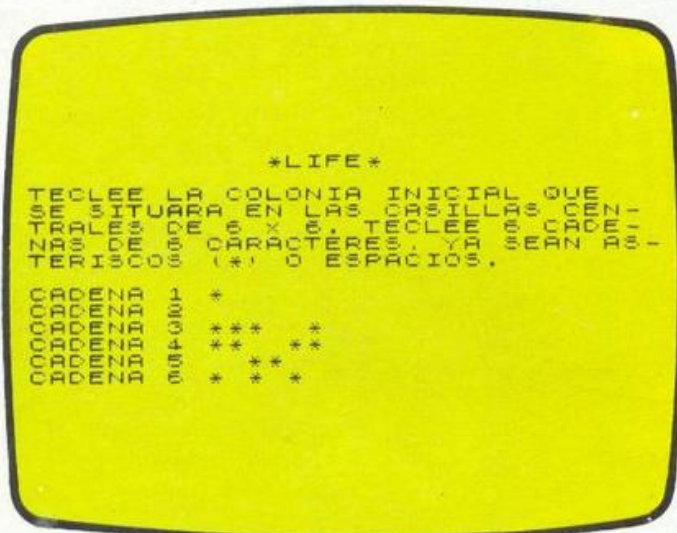 *LIFE*
TECLEE LA COLONIA INICIAL QUE
SE SITUARA EN LAS CASILLAS CEN-
TRALES DE 6 X 6. TECLEE 6 CADE-
NAS DE 6 CARACTERES, YA SEAN AS-
TERISCOS (*) O ESPACIOS.
CADENA 1 *
CADENA 2
CADENA 3 ***  *
CADENA 4 **  **
CADENA 5   **
CADENA 6 * * *